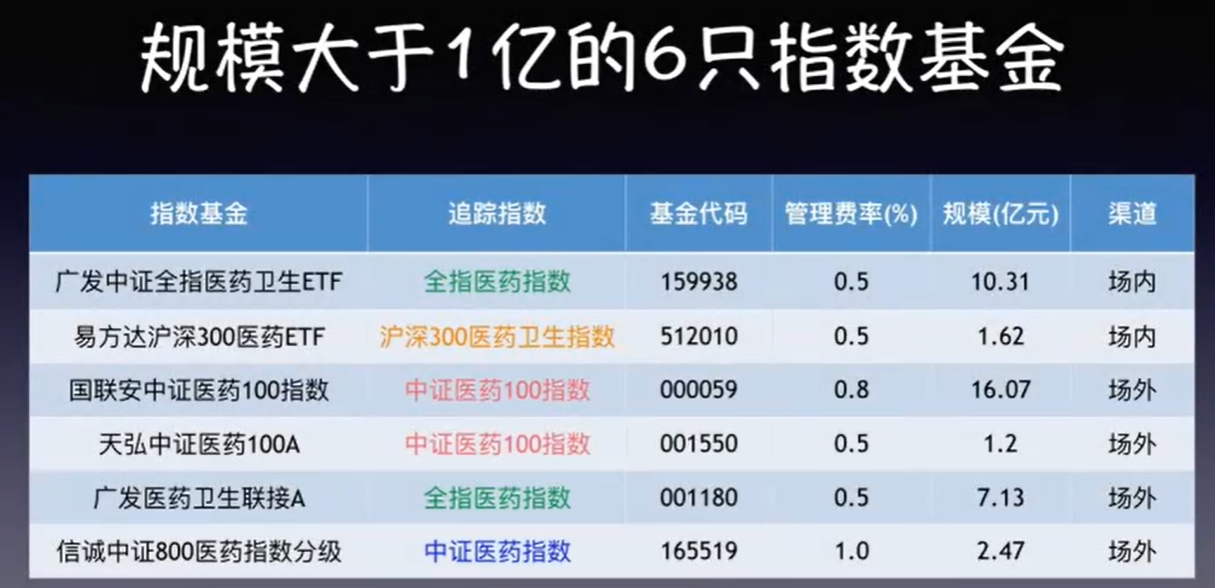 规模大于1亿的6只指数基金
指数基金 追踪指数 基金代码 管理费率(%) 规模(亿元) 渠道
广发中证全指医药卫生ETF 全指医药指数 159938 0.5 10.31 场内
易方达沪深300医药ETF 沪深300医药卫生指数 512010 0.5 1.62 场内
国联安中证医药100指数 中证医药100指数 000059 0.8 16.07 场外
天弘中证医药100A 中证医药100指数 001550 0.5 1.2 场外
广发医药卫生联接A 全指医药指数 001180 0.5 7.13 场外
信诚中证800医药指数分级 中证医药指数 165519 1.0 2.47 场外